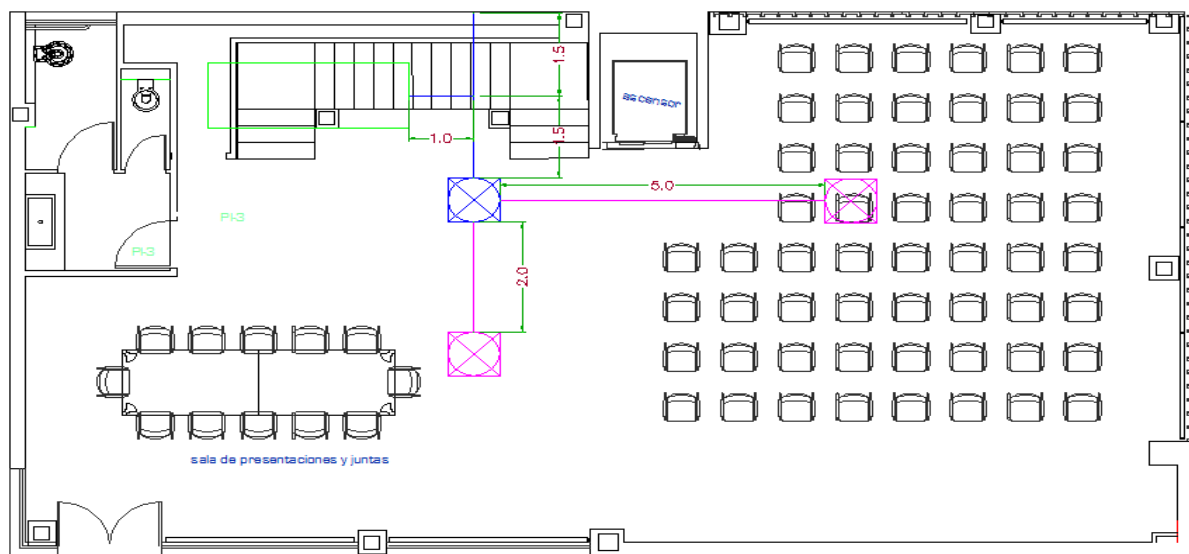 1.5
ascensor
1.5
1.0
5.0
PI-3
PI-3
2.0
sala de presentaciones y juntas